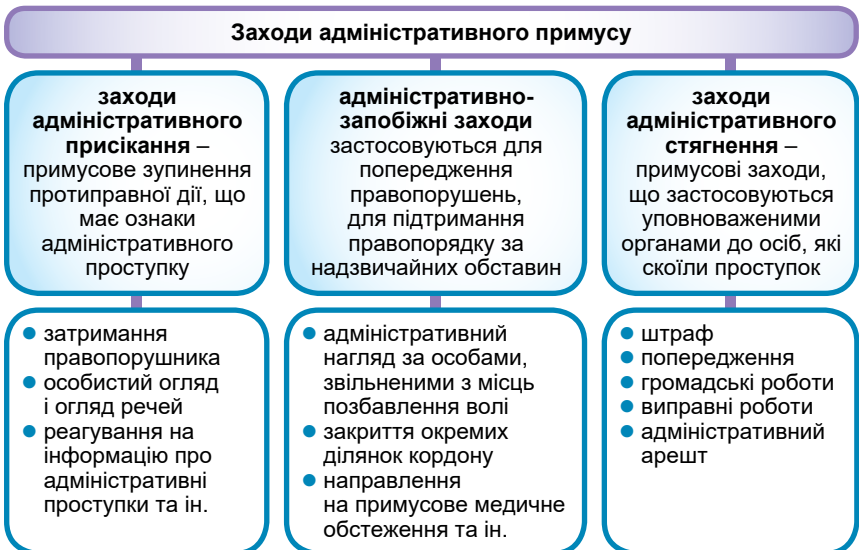 Заходи адміністративного примусу
заходи
адміністративного
присікання –
примусове зупинення
протиправної дії, що
має ознаки
адміністративного
проступку
адміністративно-
запобіжні заходи
застосовуються для
попередження
правопорушень,
для підтримання
правопорядку за
надзвичайних обставин
заходи
адміністративного
стягнення –
примусові заходи,
що застосовуються
уповноваженими
органами до осіб, які
скоїли проступок
● затримання
правопорушника
● особистий огляд
і огляд речей
● реагування на
інформацію про
адміністративні
проступки та ін.
● адміністративний
нагляд за особами,
звільненими з місць
позбавлення волі
● закриття окремих
ділянок кордону
● направлення
на примусове медичне
обстеження та ін.
● штраф
● попередження
● громадські роботи
● виправні роботи
● адміністративний
арешт